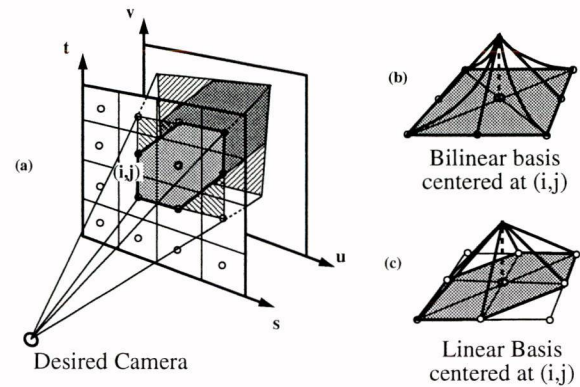 v
t
(a)
(i,j)
u
s
Desired Camera
(b)
Bilinear basis
centered at (i,j)
(c)
Linear Basis
centered at (i,j)